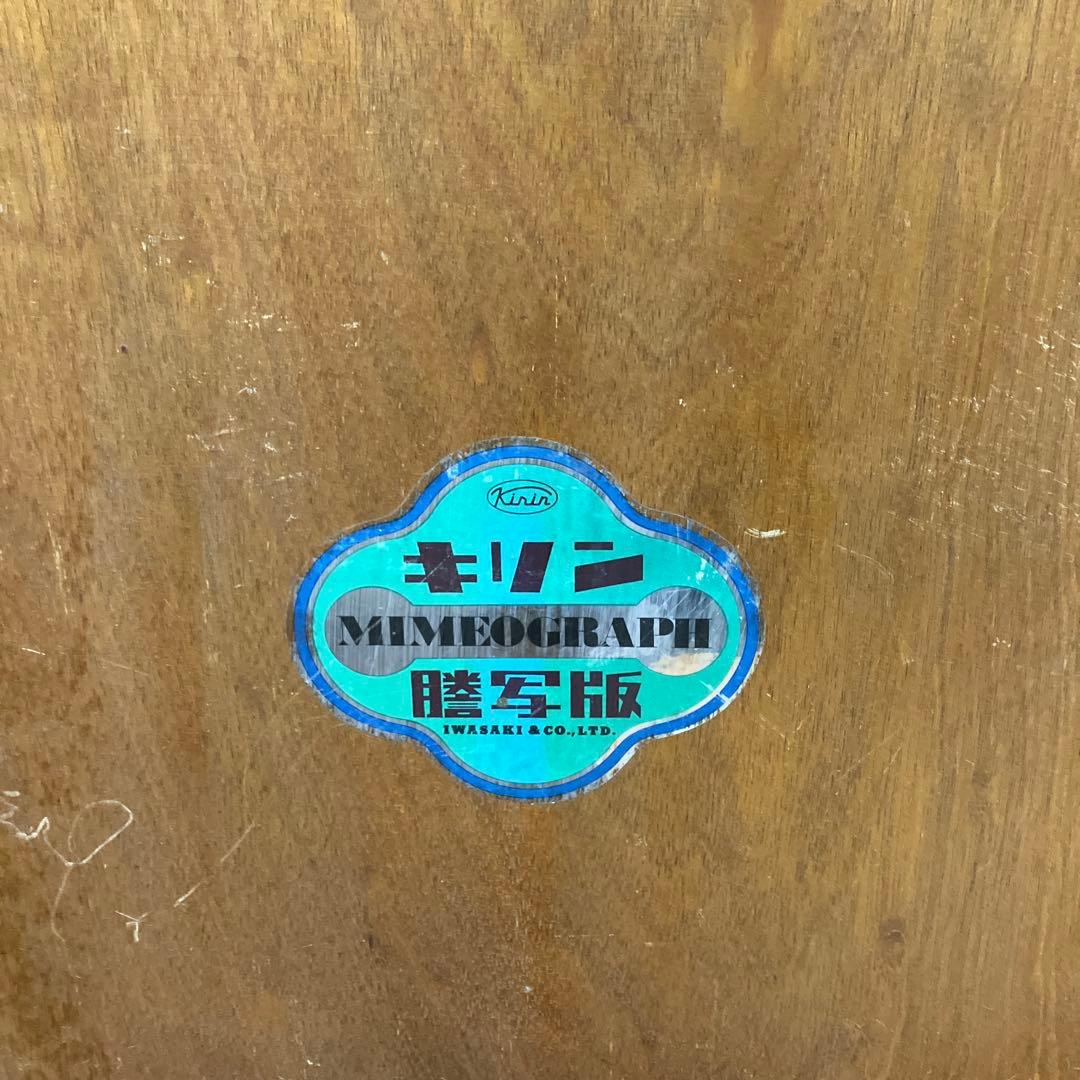 Kirin
キリン
MIMEOGRAPH
謄写版
IWASAKI & CO., LTD.